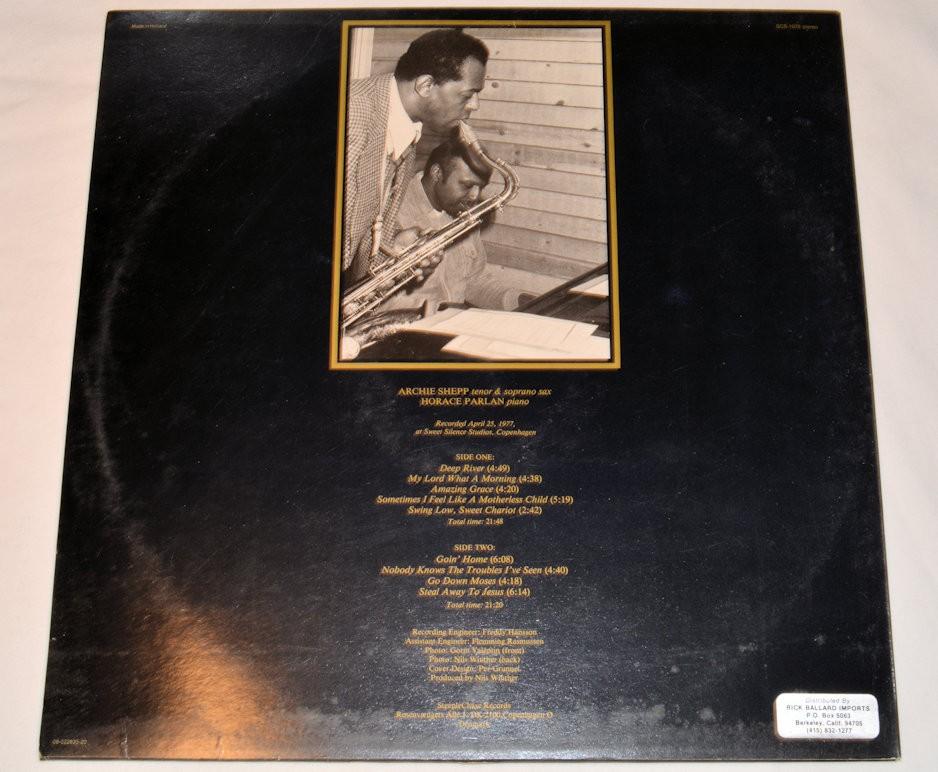 Made in Holland
SCS-1079 stereo
ARCHIE SHEPP tenor & soprano sax
HORACE PARLAN piano
Recorded April 25, 1977,
at Sweet Silence Studios, Copenhagen
SIDE ONE:
Deep River (4:49)
My Lord What A Morning (4:38)
Amazing Grace (4:20)
Sometimes I Feel Like A Motherless Child (5:19)
Swing Low, Sweet Chariot (2:42)
Total time: 21:48
SIDE TWO:
Goin' Home (6:08)
Nobody Knows The Troubles I've Seen (4:40)
Go Down Moses (4:18)
Steal Away To Jesus (6:14)
Total time: 21:20
Recording Engineer: Freddy Hansson
Assistant Engineer: Flemming Rasmussen
Photo: Gorm Valentin (front)
Photo: Nils Winther (back)
Cover Design: Per Grunnet
Produced by Nils Winther
SteepleChase Records
Rosenvængets Allé 1, DK-2100 Copenhagen Ø
Denmark
Distributed By
RICK BALLARD IMPORTS
P.O. Box 5063
Berkeley, Calif. 94705
(415) 832-1277